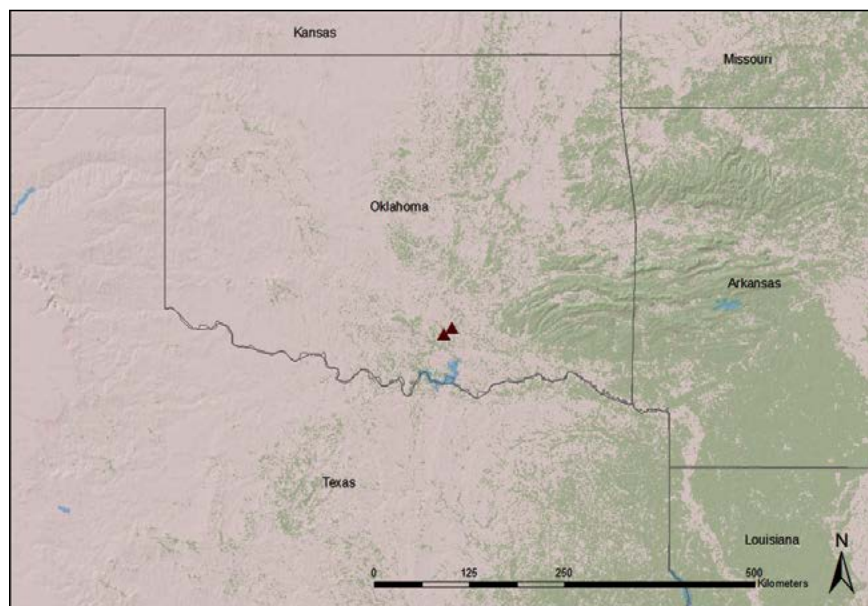 Kansas
Missouri
Oklahoma
Arkansas
Texas
Louisiana
N
0 125 250 500
Kilometers